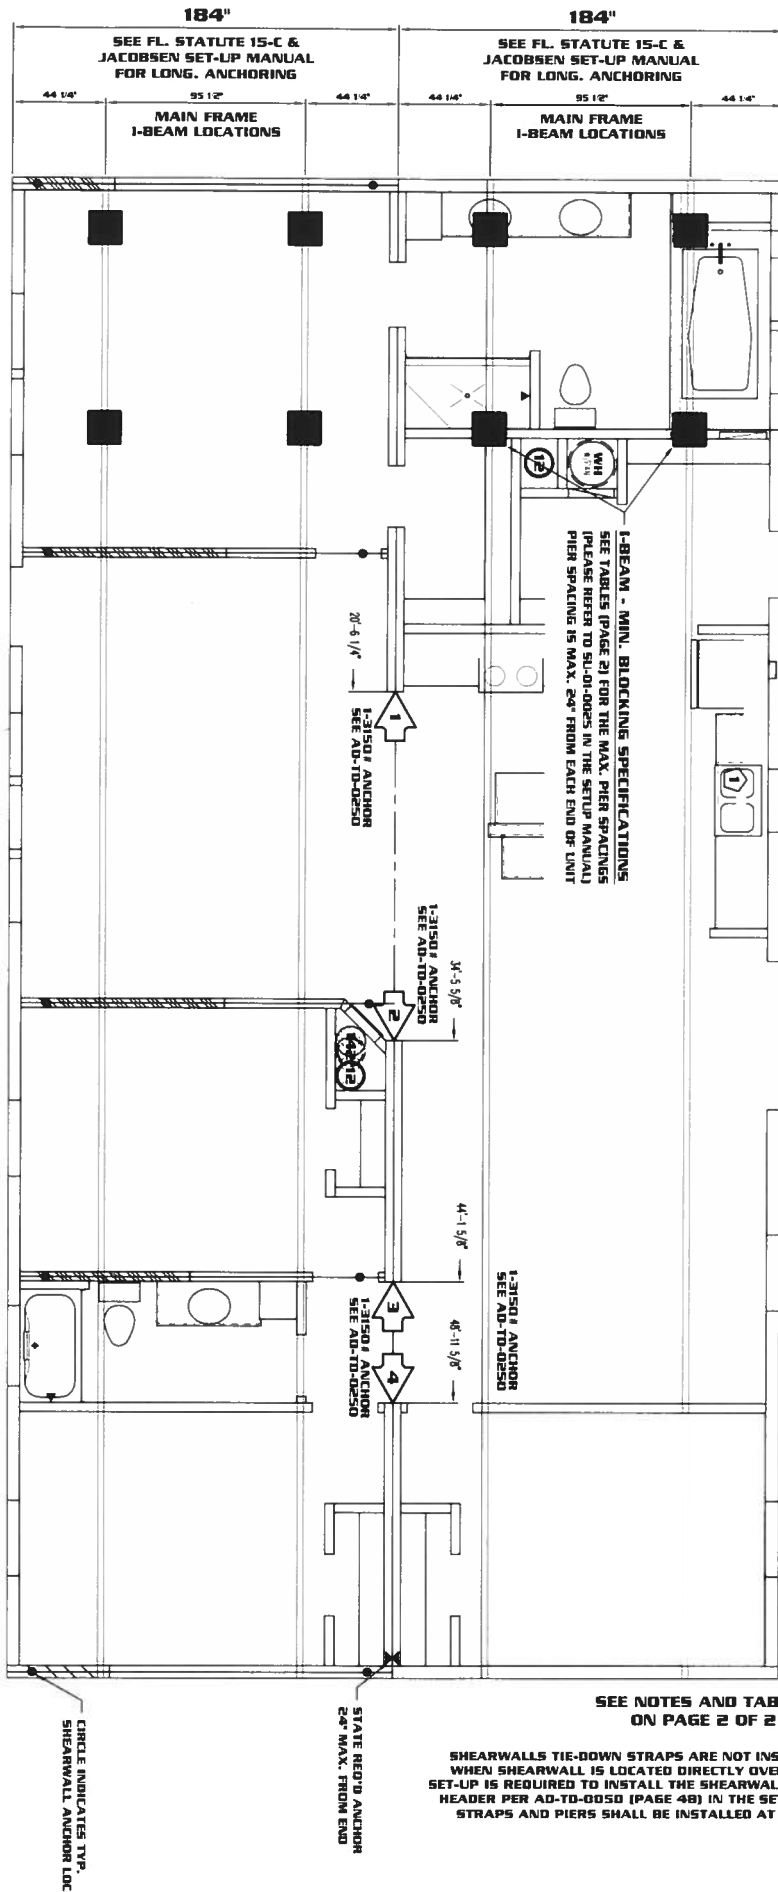 184"
184"
SEE FL. STATUTE 15-C &
JACOBSEN SET-UP MANUAL
FOR LONG. ANCHORING
SEE FL. STATUTE 15-C &
JACOBSEN SET-UP MANUAL
FOR LONG. ANCHORING
44 1/4"
95 1/2"
44 1/4"
44 1/4"
95 1/2"
44 1/4"
MAIN FRAME
I-BEAM LOCATIONS
MAIN FRAME
I-BEAM LOCATIONS
12
WH
I-BEAM - MIN. BLOCKING SPECIFICATIONS
SEE TABLES (PAGE 2) FOR THE MAX. PIER SPACINGS
(PLEASE REFER TO SU-01-0025 IN THE SETUP MANUAL)
PIER SPACING IS MAX. 24" FROM EACH END OF UNIT
20'-6 1/4"
1
1-3150# ANCHOR
SEE AD-TD-0250
1
1-3150# ANCHOR
SEE AD-TD-0250
34'-5 5/8"
2
12
44'-1 5/8"
1-3150# ANCHOR
SEE AD-TD-0250
3
1-3150# ANCHOR
SEE AD-TD-0250
48'-11 5/8"
4
SEE NOTES AND TAB
ON PAGE 2 OF 2
SHEARWALLS TIE-DOWN STRAPS ARE NOT INS
WHEN SHEARWALL IS LOCATED DIRECTLY OVE
SET-UP IS REQUIRED TO INSTALL THE SHEARWAL
HEADER PER AD-TD-0050 (PAGE 48) IN THE SE
STRAPS AND PIERS SHALL BE INSTALLED AT
STATE REQ'D ANCHOR
24" MAX. FROM END
CIRCLE INDICATES TYP.
SHEARWALL ANCHOR LOC